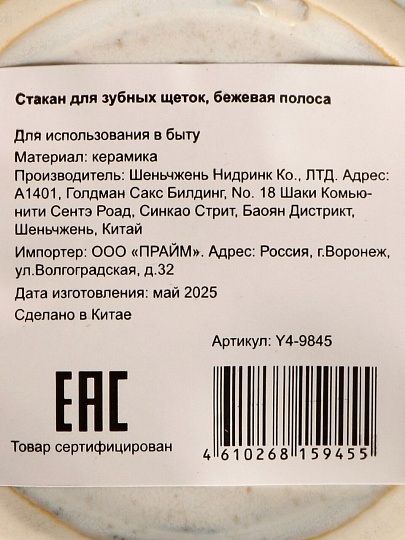 Стакан для зубных щеток, бежевая полоса
Для использования в быту
Материал: керамика
Производитель: Шеньчжень Нидринк Ко., ЛТД. Адрес:
А1401, Голдман Сакс Билдинг, No. 18 Шаки Комью-
нити Сентэ Роад, Синкао Стрит, Баоян Дистрикт,
Шеньчжень, Китай
Импортер: ООО «ПРАЙМ». Адрес: Россия, г.Воронеж,
ул.Волгоградская, д.32
Дата изготовления: май 2025
Сделано в Китае
Артикул: Y4-9845
ЕАС
Товар сертифицирован
4 610268 159455